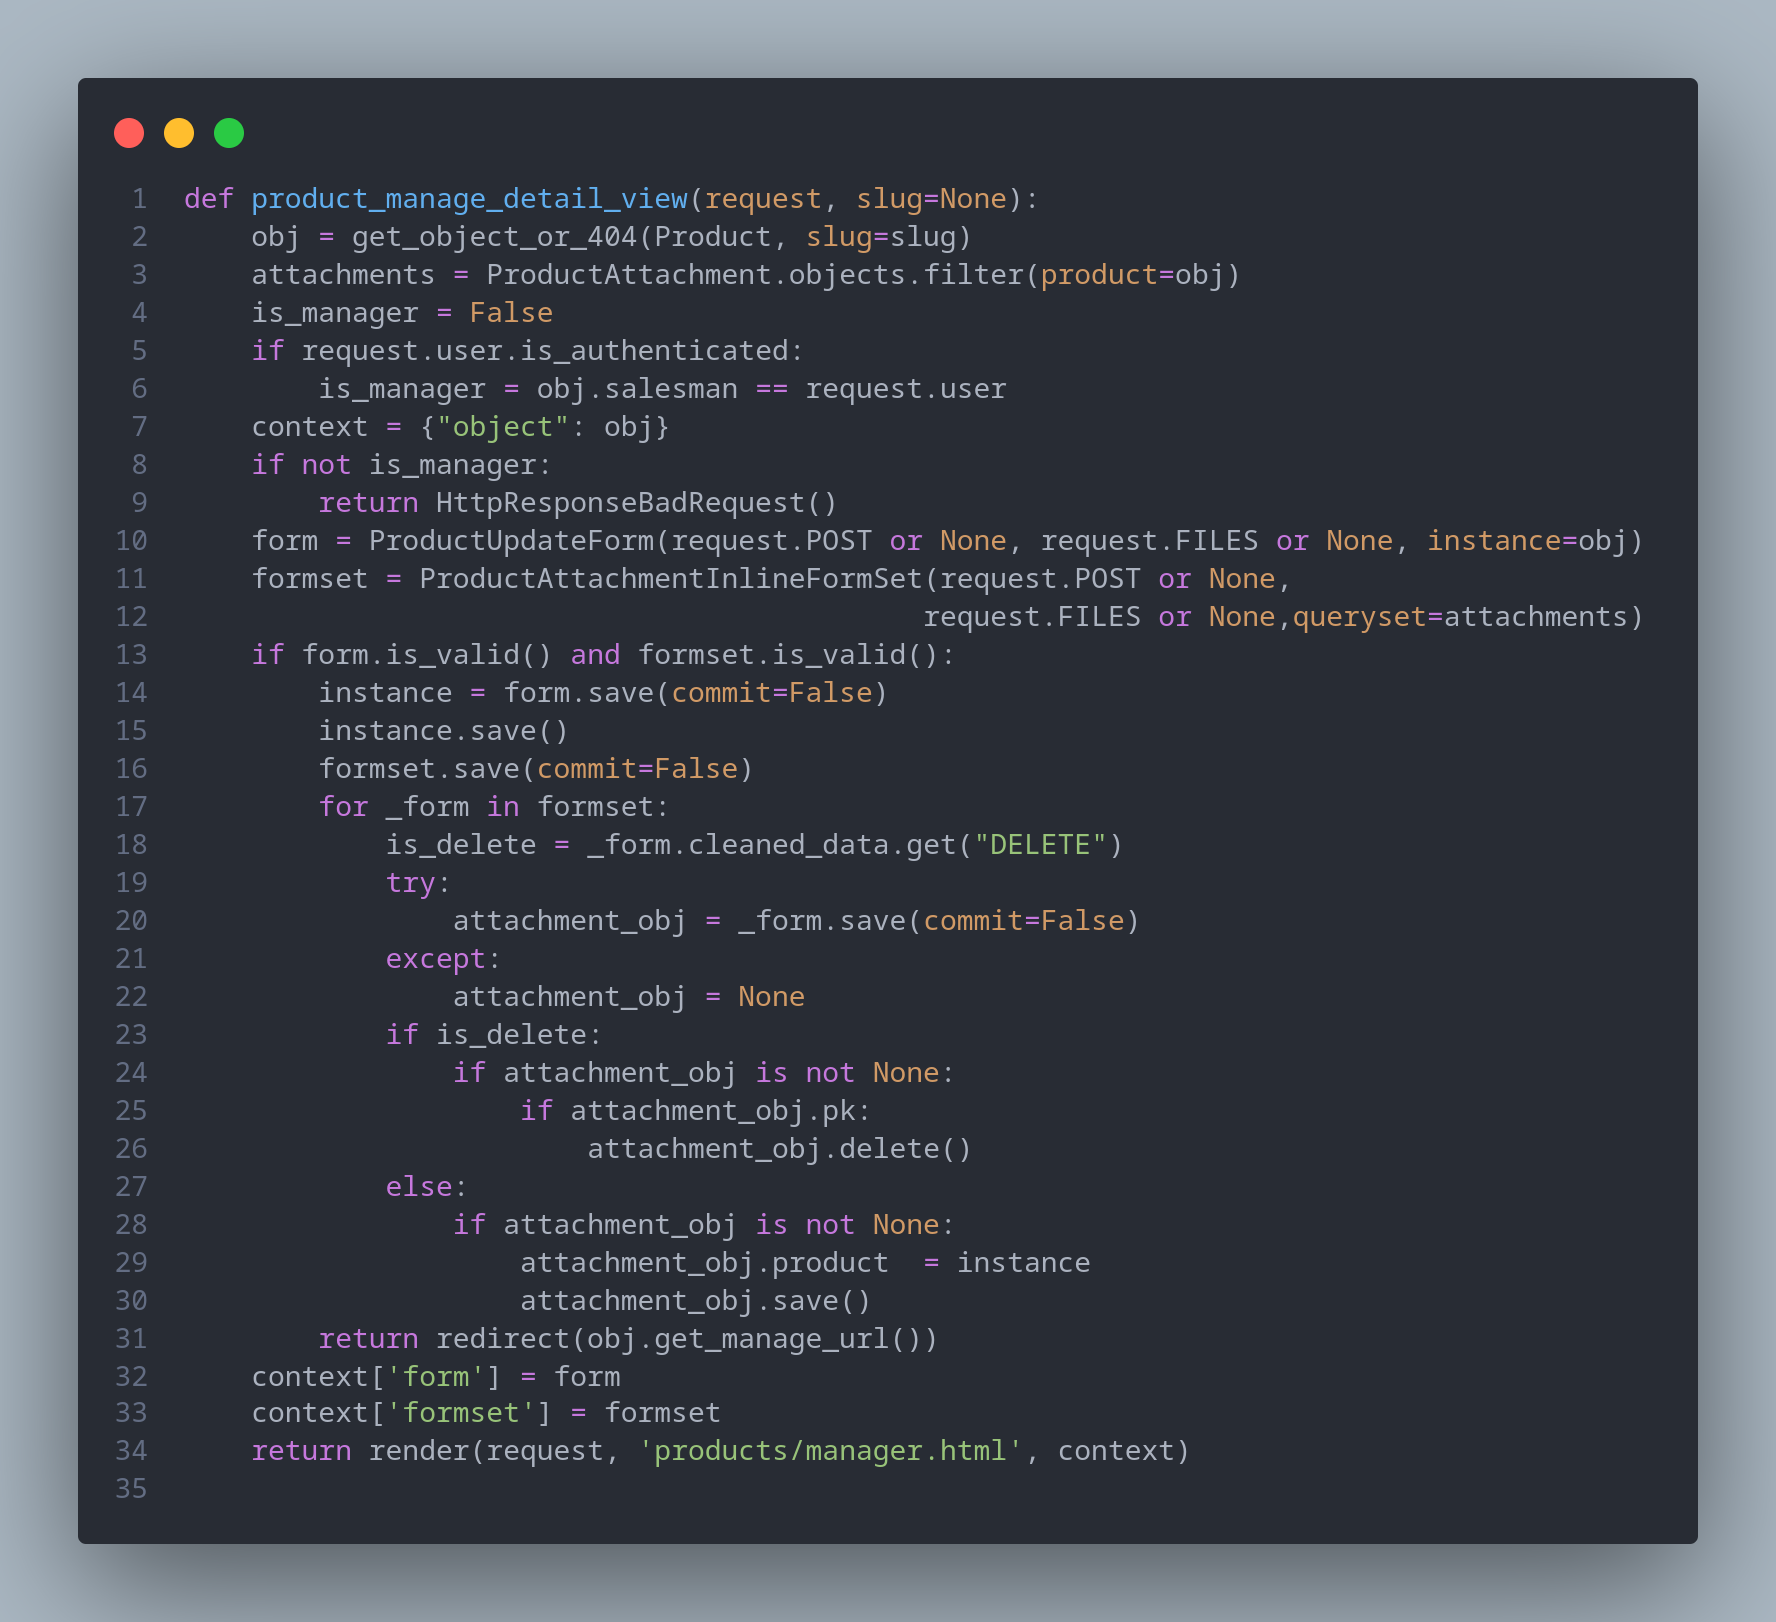 1 def product_manage_detail_view(request, slug=None):
2     obj = get_object_or_404(Product, slug=slug)
3     attachments = ProductAttachment.objects.filter(product=obj)
4     is_manager = False
5     if request.user.is_authenticated:
6         is_manager = obj.salesman == request.user
7     context = {"object": obj}
8     if not is_manager:
9         return HttpResponseBadRequest()
10     form = ProductUpdateForm(request.POST or None, request.FILES or None, instance=obj)
11     formset = ProductAttachmentInlineFormSet(request.POST or None,
12                                             request.FILES or None,queryset=attachments)
13     if form.is_valid() and formset.is_valid():
14         instance = form.save(commit=False)
15         instance.save()
16         formset.save(commit=False)
17         for _form in formset:
18             is_delete = _form.cleaned_data.get("DELETE")
19             try:
20                 attachment_obj = _form.save(commit=False)
21             except:
22                 attachment_obj = None
23             if is_delete:
24                 if attachment_obj is not None:
25                     if attachment_obj.pk:
26                         attachment_obj.delete()
27             else:
28                 if attachment_obj is not None:
29                     attachment_obj.product  = instance
30                     attachment_obj.save()
31         return redirect(obj.get_manage_url())
32     context['form'] = form
33     context['formset'] = formset
34     return render(request, 'products/manager.html', context)
35